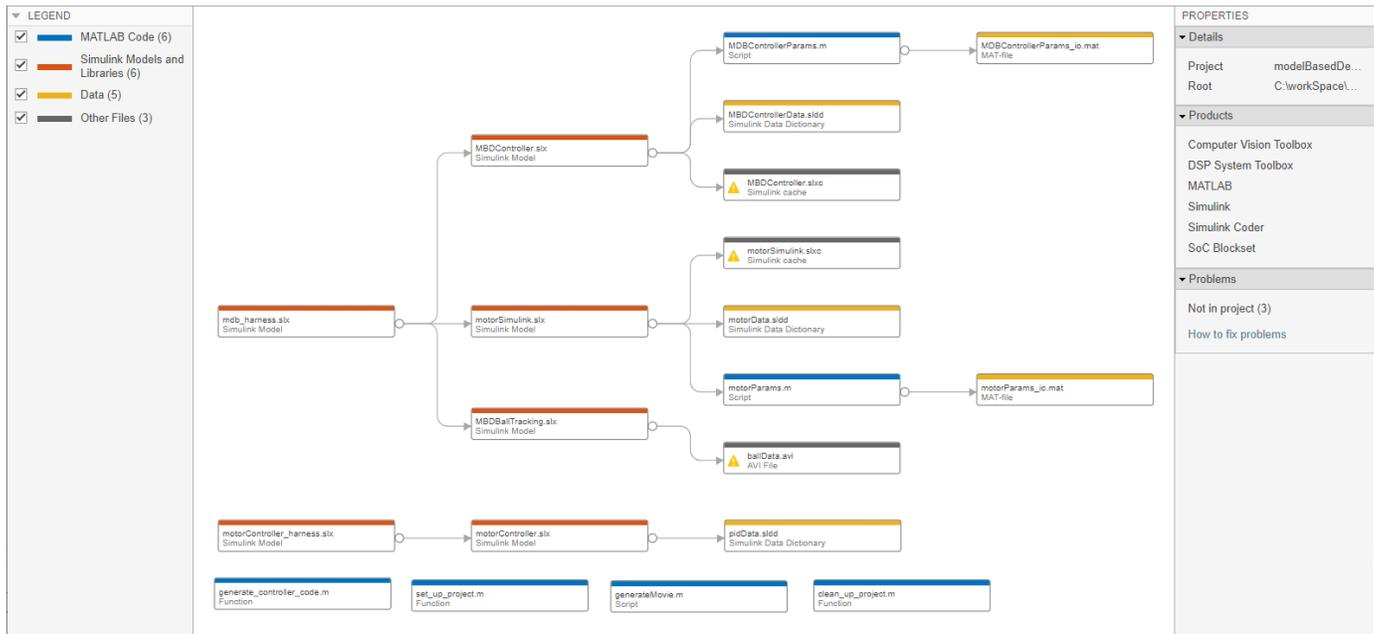 LEGEND
MATLAB Code (6)
Simulink Models and
Libraries (6)
Data (5)
Other Files (3)
MDBControllerParams.m
Script
MDBControllerParams_io.mat
MAT-file
MBDControllerData.sldd
Simulink Data Dictionary
MBDController.slx
Simulink Model
MBDController.slxc
Simulink cache
motorSimulink.slxc
Simulink cache
mdb_harness.slx
Simulink Model
motorSimulink.slx
Simulink Model
motorData.sldd
Simulink Data Dictionary
motorParams.m
Script
motorParams_io.mat
MAT-file
MBDBallTracking.slx
Simulink Model
ballData.avi
AVI File
motorController_harness.slx
Simulink Model
motorController.slx
Simulink Model
pidData.sldd
Simulink Data Dictionary
generate_controller_code.m
Function
set_up_project.m
Function
generateMovie.m
Script
clean_up_project.m
Function
PROPERTIES
Details
Project modelBasedDe...
Root C:\workSpace\...
Products
Computer Vision Toolbox
DSP System Toolbox
MATLAB
Simulink
Simulink Coder
SoC Blockset
Problems
Not in project (3)
How to fix problems